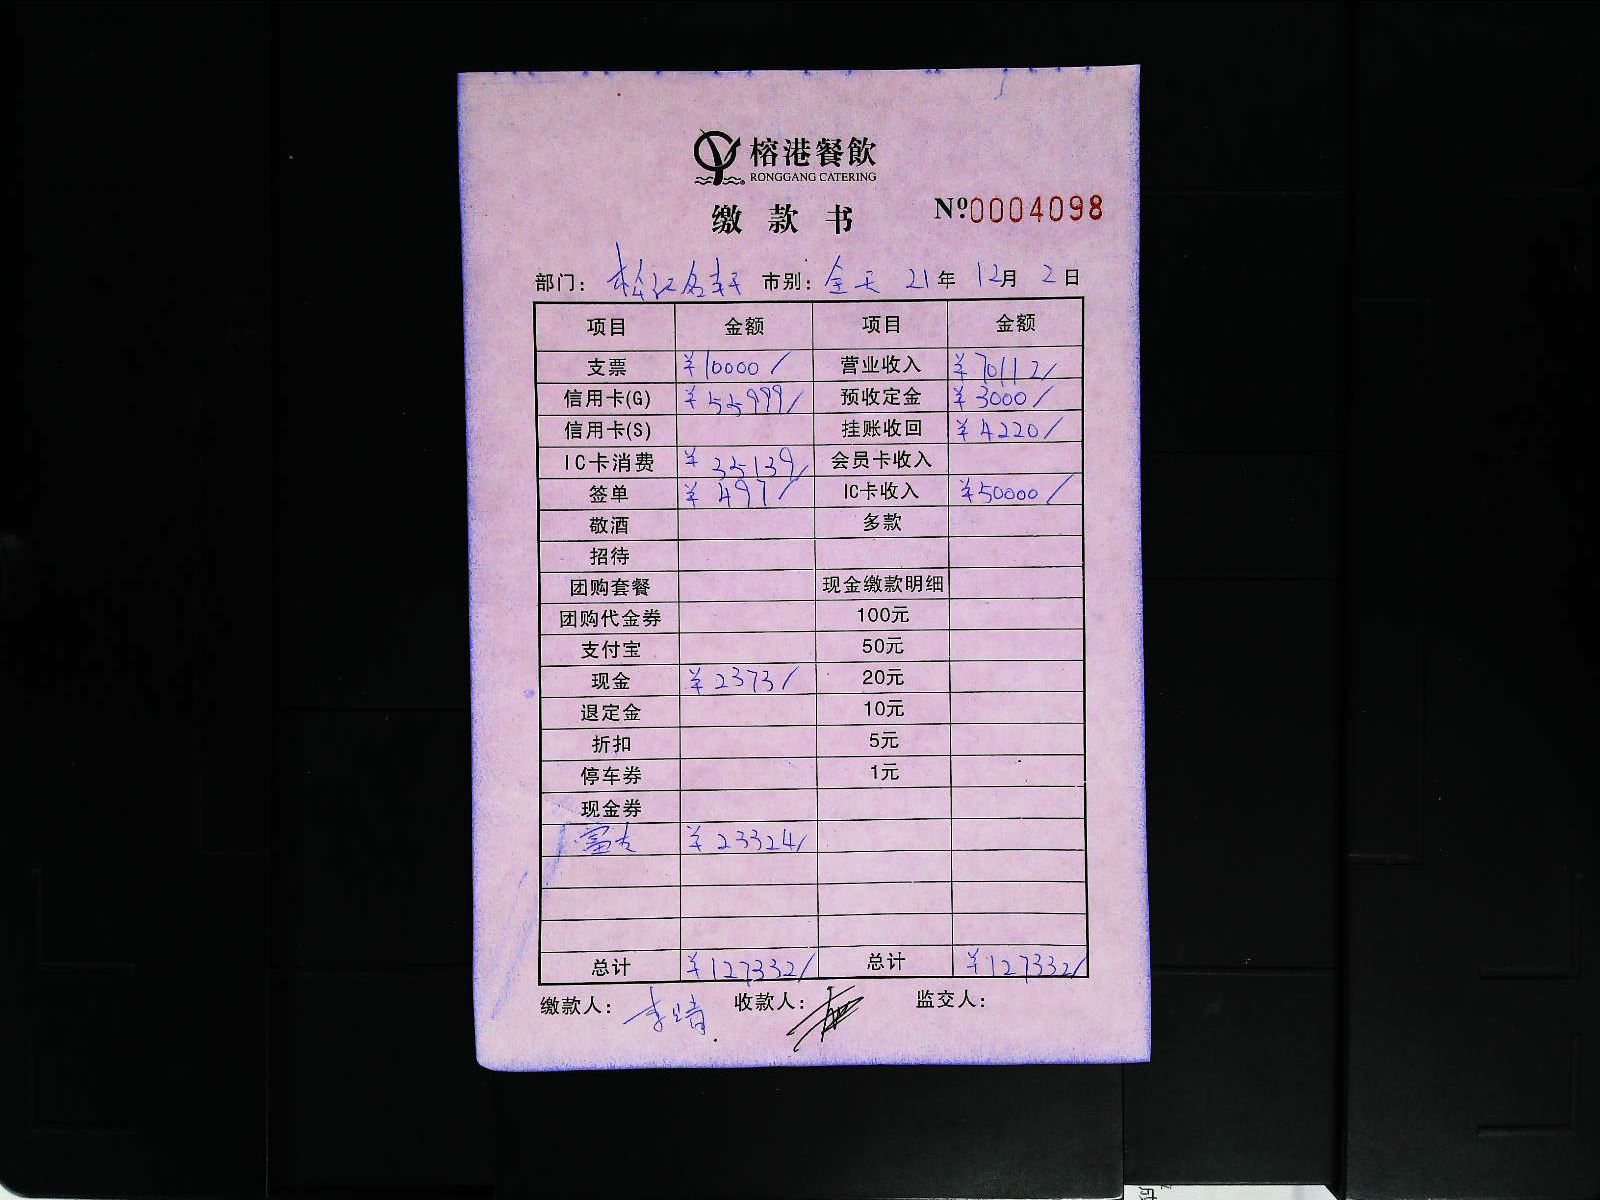 榕港餐飲
RONGGANG CATERING
缴款书 Nº0004098
部门：松江名轩 市别：全天 21年 12月 2日
项目 金额 项目 金额
支票 ¥10000/ 营业收入 ¥70112/
信用卡(G) ¥55999/ 预收定金 ¥3000/
信用卡(S) 挂账收回 ¥4220/
IC卡消费 ¥35139/ 会员卡收入
签单 ¥497/ IC卡收入 ¥50000/
敬酒 多款
招待
团购套餐 现金缴款明细
团购代金券 100元
支付宝 50元
现金 ¥2373/ 20元
退定金 10元
折扣 5元
停车券 1元
现金券
¥23324/
总计 ¥127332/ 总计 ¥127332/
缴款人： 收款人： 监交人：